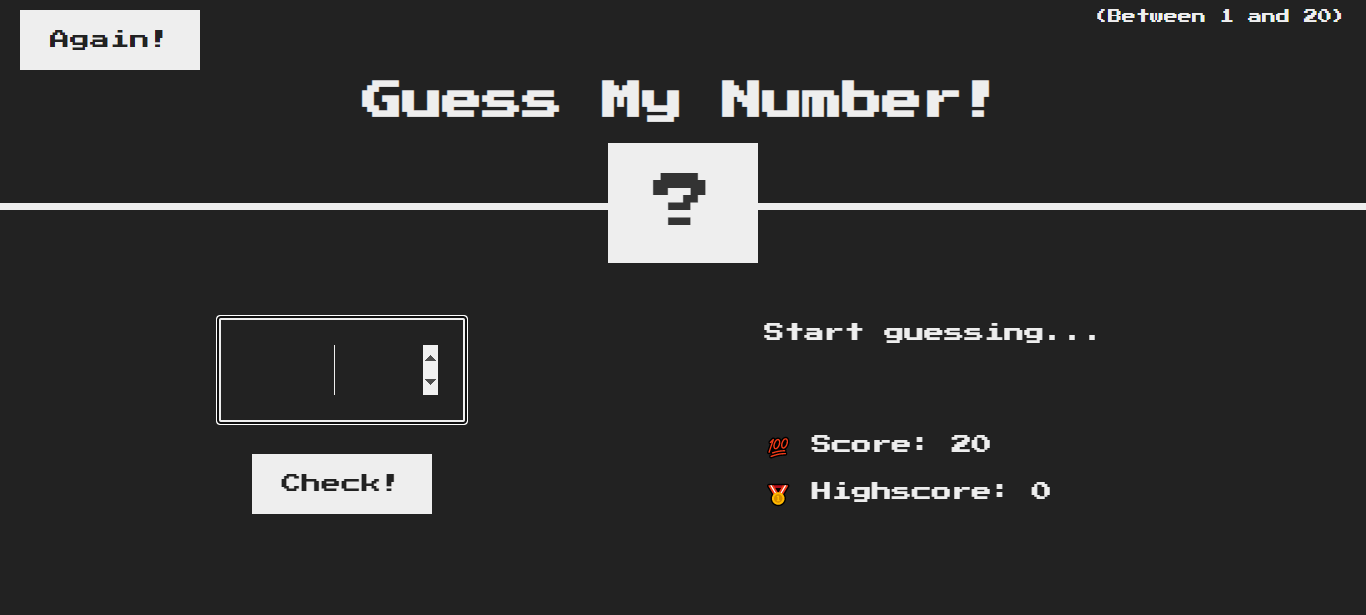 Again!
(Between 1 and 20)
Guess My Number!
?
Start guessing...
💯 Score: 20
Check!
🥇 Highscore: 0